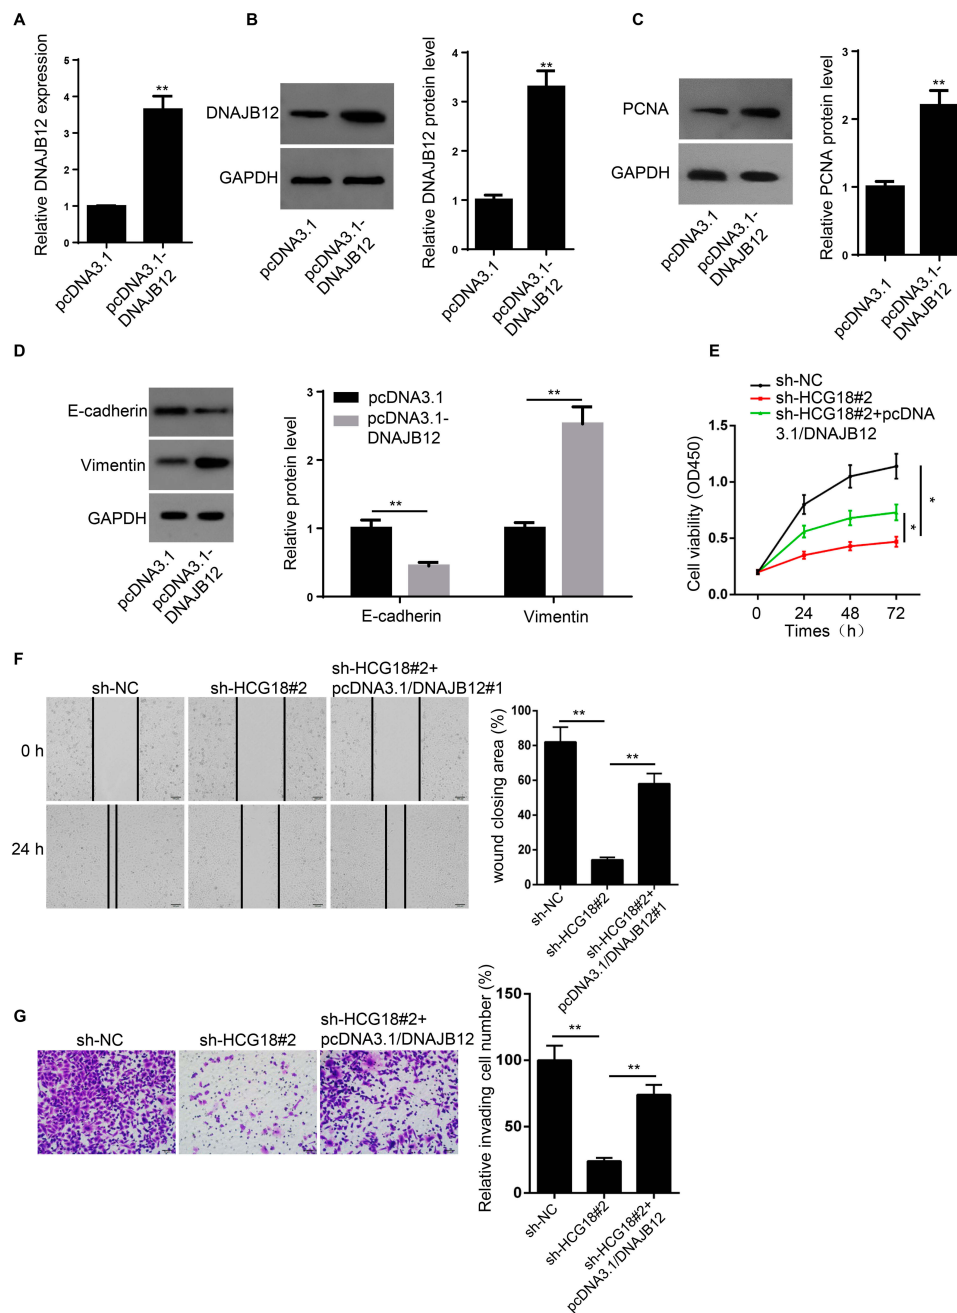 A
Relative DNAJB12 expression
5
4
3
2
1
0
**
pcDNA3.1
pcDNA3.1-
DNAJB12
B
DNAJB12
GAPDH
pcDNA3.1
pcDNA3.1-
DNAJB12
Relative DNAJB12 protein level
4
3
2
1
0
**
pcDNA3.1
pcDNA3.1-
DNAJB12
C
PCNA
GAPDH
pcDNA3.1
pcDNA3.1-
DNAJB12
Relative PCNA protein level
3
2
1
0
**
pcDNA3.1
pcDNA3.1-
DNAJB12
D
E-cadherin
Vimentin
GAPDH
pcDNA3.1
pcDNA3.1-
DNAJB12
Relative protein level
3
2
1
0
pcDNA3.1
pcDNA3.1-
DNAJB12
**
**
E-cadherin
Vimentin
E
sh-NC
sh-HCG18#2
sh-HCG18#2+pcDNA
3.1/DNAJB12
Cell viability (OD450)
1.5
1.0
0.5
0.0
*
*
0 24 48 72
Times（h）
F
sh-NC
sh-HCG18#2
sh-HCG18#2+
pcDNA3.1/DNAJB12#1
0 h
24 h
wound closing area (%)
100
80
60
40
20
0
**
**
sh-NC
sh-HCG18#2
sh-HCG18#2+
pcDNA3.1/DNAJB12#1
G
sh-NC
sh-HCG18#2
sh-HCG18#2+
pcDNA3.1/DNAJB12
Relative invading cell number (%)
150
100
50
0
**
**
sh-NC
sh-HCG18#2
sh-HCG18#2+
pcDNA3.1/DNAJB12